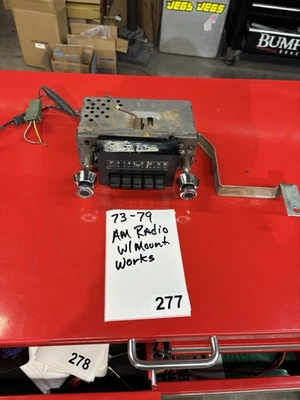 JEGS
JEGS
BUMP
73-79
AM Radio
W/Mount
Works
277
278